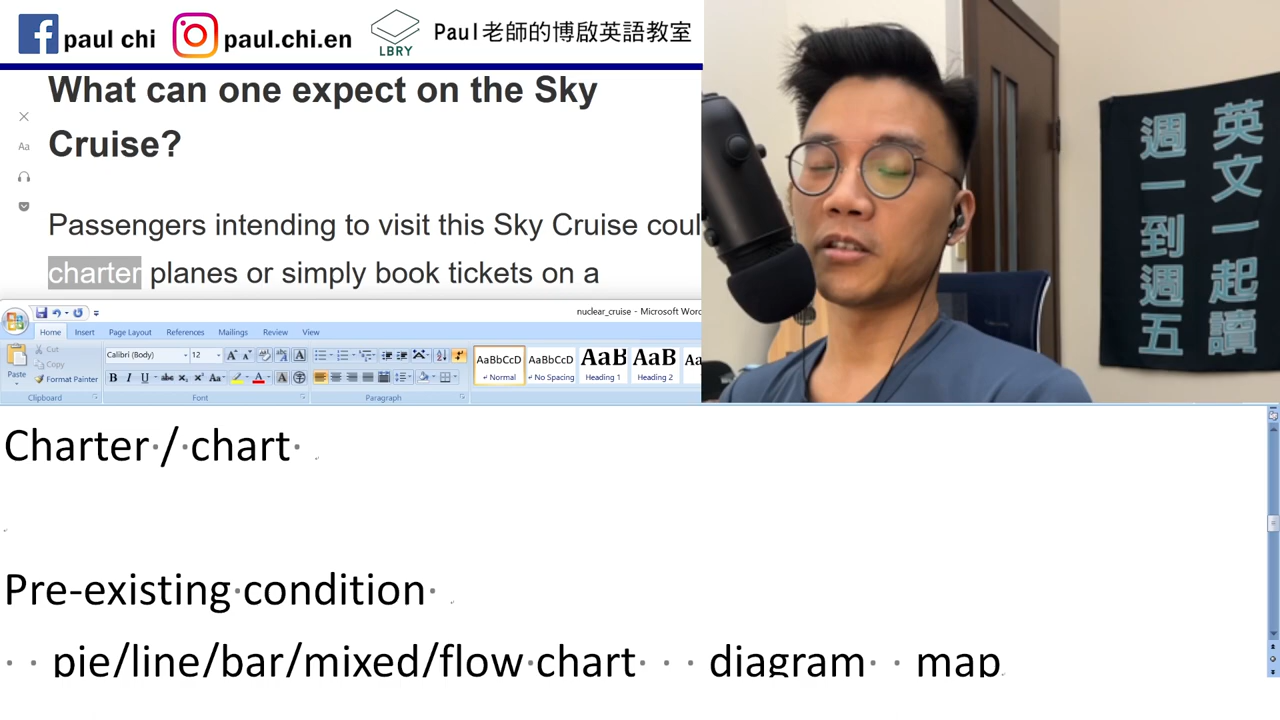 paul chi
paul.chi.en
LBRY
Paul老師的博啟英語教室
What can one expect on the Sky
Cruise?
Aa
Passengers intending to visit this Sky Cruise coul
charter planes or simply book tickets on a
nuclear_cruise - Microsoft Word
Home Insert Page Layout References Mailings Review View
Paste
Cut
Copy
Format Painter
Clipboard
Calibri (Body) 12
Font
Paragraph
AaBbCcD AaBbCcD AaB AaB Aa
Normal No Spacing Heading 1 Heading 2
英文一起讀
週一到週五
Charter / chart
Pre-existing condition
pie/line/bar/mixed/flow chart diagram map